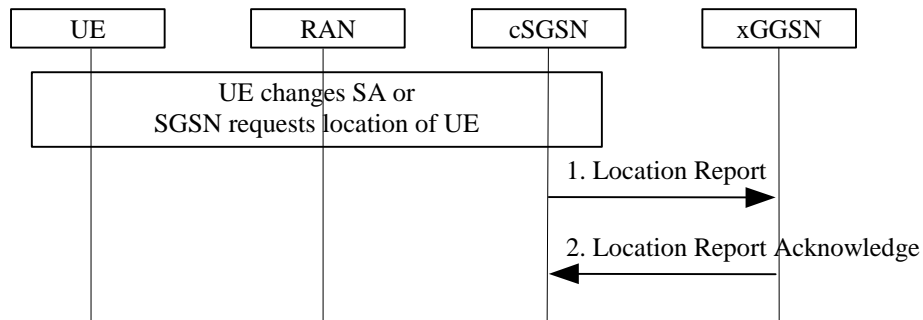 UE RAN cSGSN xGGSN
UE changes SA or
SGSN requests location of UE
1. Location Report
2. Location Report Acknowledge